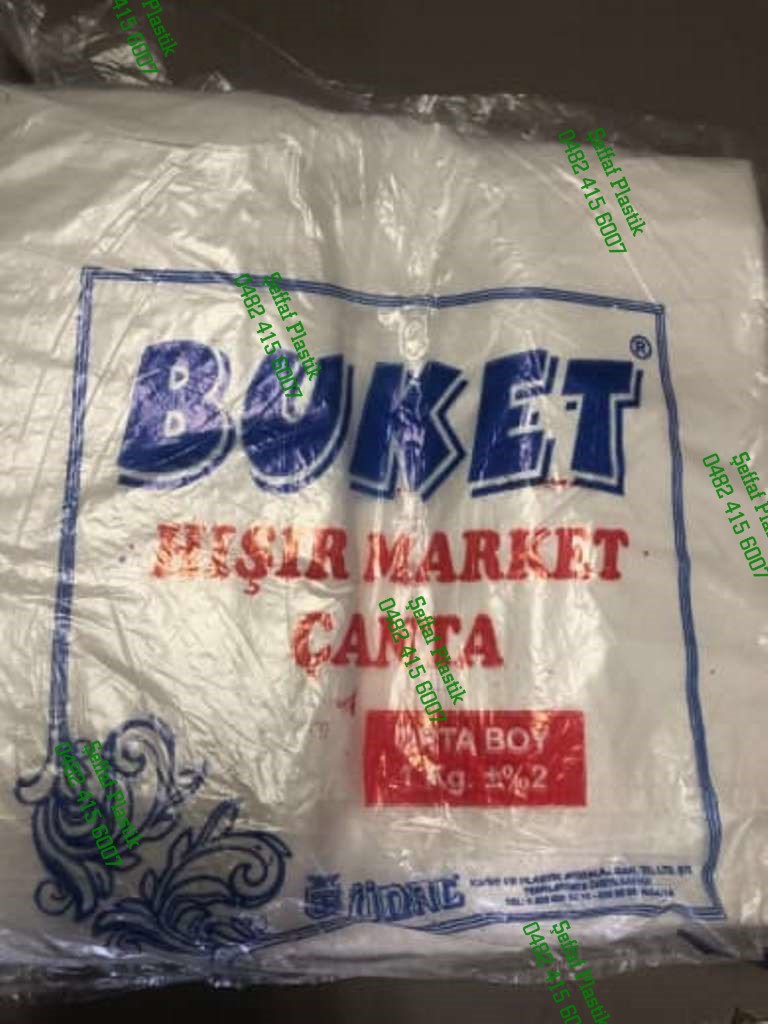 Şeffaf Plastik
0482 415 6007
BUKET®
HIŞIR MARKET
ÇANTA
ORTA BOY
1 Kg. ±%2